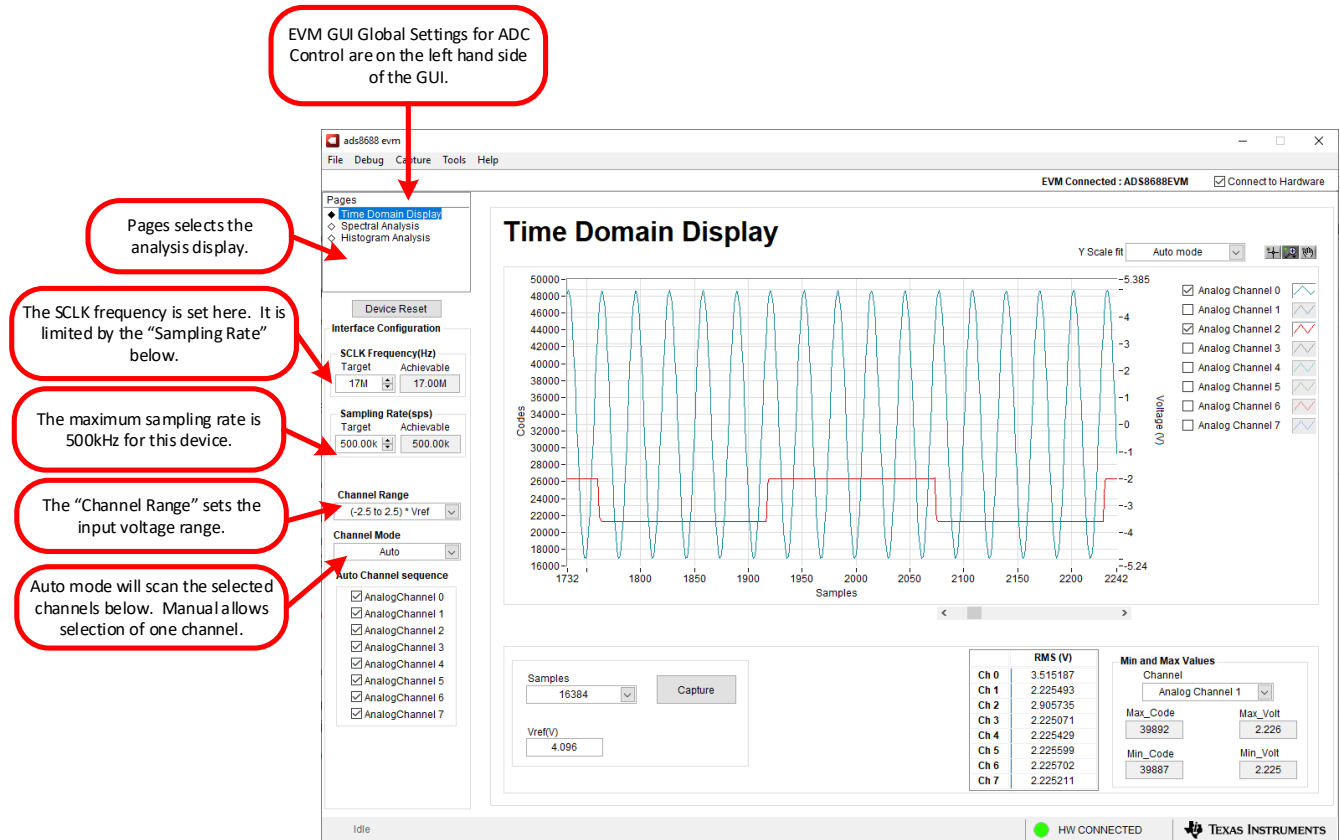 EVM GUI Global Settings for ADC
Control are on the left hand side
of the GUI.
Pages selects the
analysis display.
The SCLK frequency is set here. It is
limited by the “Sampling Rate”
below.
The maximum sampling rate is
500kHz for this device.
The “Channel Range” sets the
input voltage range.
Auto mode will scan the selected
channels below. Manual allows
selection of one channel.
ads8688 evm
File Debug Capture Tools Help
EVM Connected : ADS8688EVM Connect to Hardware
Pages
Time Domain Display
Spectral Analysis
Histogram Analysis
Device Reset
Interface Configuration
SCLK Frequency(Hz)
Target Achievable
17M 17.00M
Sampling Rate(sps)
Target Achievable
500.00k 500.00k
Channel Range
(-2.5 to 2.5) * Vref
Channel Mode
Auto
Auto Channel sequence
AnalogChannel 0
AnalogChannel 1
AnalogChannel 2
AnalogChannel 3
AnalogChannel 4
AnalogChannel 5
AnalogChannel 6
AnalogChannel 7
Time Domain Display
Y Scale fit Auto mode
Codes
50000
48000
46000
44000
42000
40000
38000
36000
34000
32000
30000
28000
26000
24000
22000
20000
18000
16000
1732 1800 1850 1900 1950 2000 2050 2100 2150 2200 2242
Samples
5.385
4
3
2
1
0
-1
-2
-3
-4
-5.24
Voltage (V)
Analog Channel 0
Analog Channel 1
Analog Channel 2
Analog Channel 3
Analog Channel 4
Analog Channel 5
Analog Channel 6
Analog Channel 7
Samples
16384
Capture
Vref(V)
4.096
RMS (V)
Ch 0 3.515187
Ch 1 2.225493
Ch 2 2.905735
Ch 3 2.225071
Ch 4 2.225429
Ch 5 2.225599
Ch 6 2.225702
Ch 7 2.225211
Min and Max Values
Channel
Analog Channel 1
Max_Code Max_Volt
39892 2.226
Min_Code Min_Volt
39887 2.225
Idle
HW CONNECTED
TEXAS INSTRUMENTS